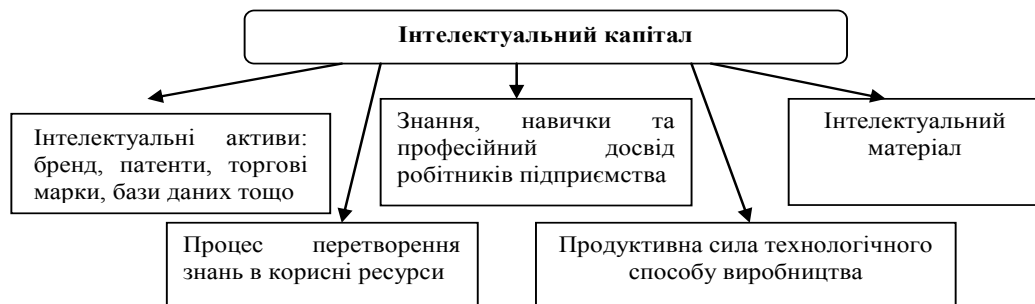 Інтелектуальний капітал
Інтелектуальні активи:
бренд, патенти, торгові
марки, бази даних тощо
Знання, навички та
професійний досвід
робітників підприємства
Інтелектуальний
матеріал
Процес перетворення
знань в корисні ресурси
Продуктивна сила технологічного
способу виробництва